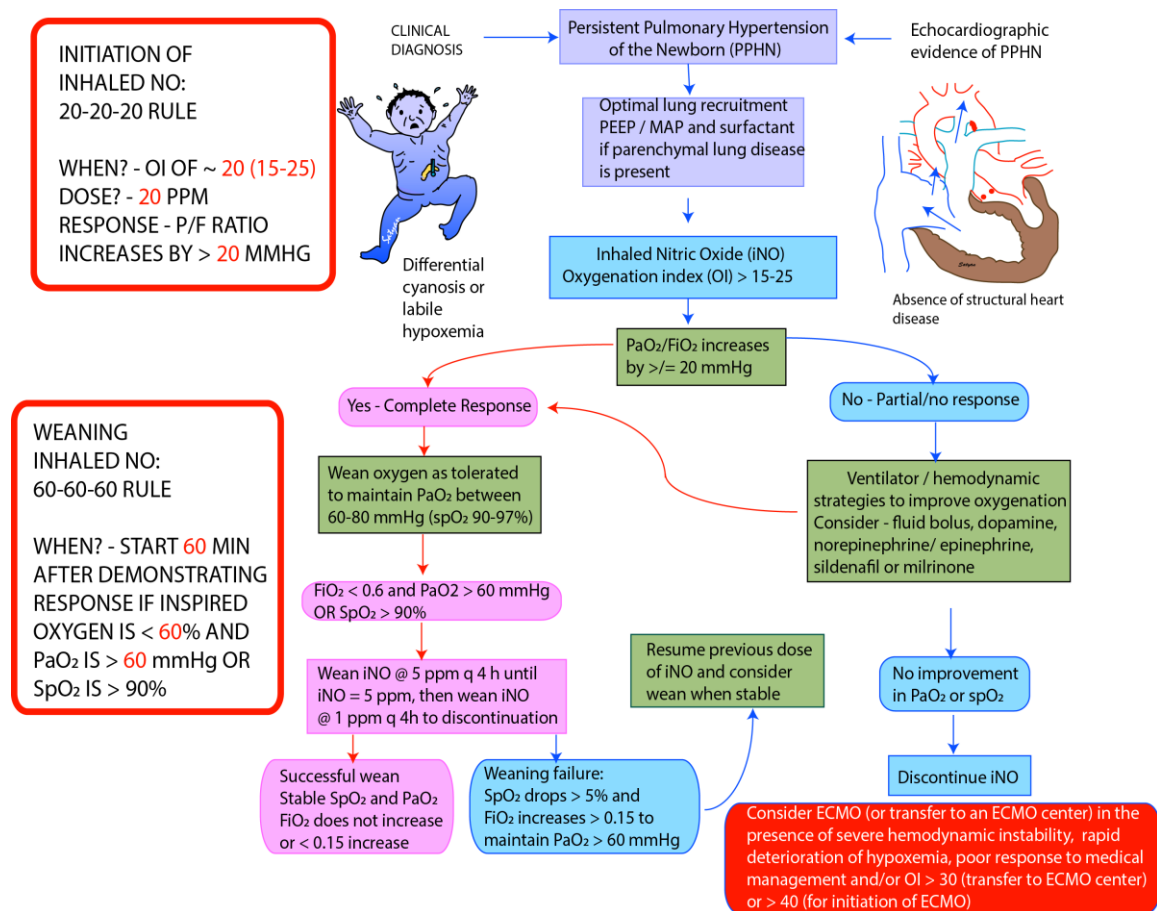 INITIATION OF
INHALED NO:
20-20-20 RULE
WHEN? - OI OF ~ 20 (15-25)
DOSE? - 20 PPM
RESPONSE - P/F RATIO
INCREASES BY > 20 MMHG
CLINICAL
DIAGNOSIS
Persistent Pulmonary Hypertension
of the Newborn (PPHN)
Echocardiographic
evidence of PPHN
Optimal lung recruitment
PEEP / MAP and surfactant
if parenchymal lung disease
is present
Satyan
Differential
cyanosis or
labile
hypoxemia
Satyan
Absence of structural heart
disease
Inhaled Nitric Oxide (iNO)
Oxygenation index (OI) > 15-25
PaO₂/FiO₂ increases
by >/= 20 mmHg
Yes - Complete Response
No - Partial/no response
WEANING
INHALED NO:
60-60-60 RULE
WHEN? - START 60 MIN
AFTER DEMONSTRATING
RESPONSE IF INSPIRED
OXYGEN IS < 60% AND
PaO₂ IS > 60 mmHg OR
SpO₂ IS > 90%
Wean oxygen as tolerated
to maintain PaO₂ between
60-80 mmHg (spO₂ 90-97%)
Ventilator / hemodynamic
strategies to improve oxygenation
Consider - fluid bolus, dopamine,
norepinephrine/ epinephrine,
sildenafil or milrinone
FiO₂ < 0.6 and PaO2 > 60 mmHg
OR SpO₂ > 90%
Wean iNO @ 5 ppm q 4 h until
iNO = 5 ppm, then wean iNO
@ 1 ppm q 4h to discontinuation
Resume previous dose
of iNO and consider
wean when stable
No improvement
in PaO₂ or spO₂
Successful wean
Stable SpO₂ and PaO₂
FiO₂ does not increase
or < 0.15 increase
Weaning failure:
SpO₂ drops > 5% and
FiO₂ increases > 0.15 to
maintain PaO₂ > 60 mmHg
Discontinue iNO
Consider ECMO (or transfer to an ECMO center) in the
presence of severe hemodynamic instability, rapid
deterioration of hypoxemia, poor response to medical
management and/or OI > 30 (transfer to ECMO center)
or > 40 (for initiation of ECMO)